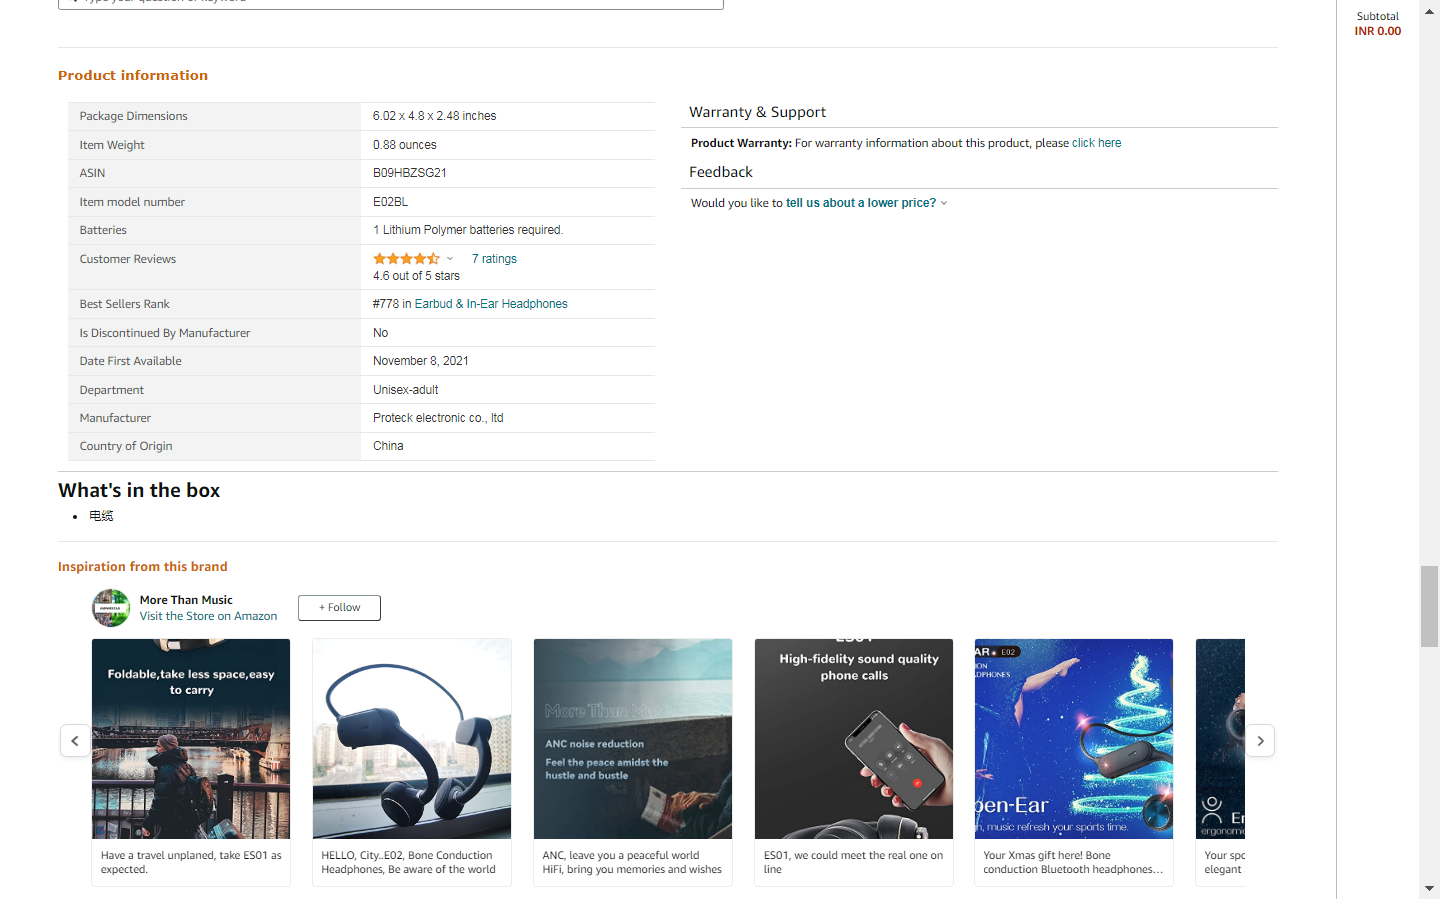 Subtotal
INR 0.00
Product information
Package Dimensions 6.02 x 4.8 x 2.48 inches
Item Weight 0.88 ounces
ASIN B09HBZSG21
Item model number E02BL
Batteries 1 Lithium Polymer batteries required.
Customer Reviews 7 ratings
4.6 out of 5 stars
Best Sellers Rank #778 in Earbud & In-Ear Headphones
Is Discontinued By Manufacturer No
Date First Available November 8, 2021
Department Unisex-adult
Manufacturer Proteck electronic co., ltd
Country of Origin China
Warranty & Support
Product Warranty: For warranty information about this product, please click here
Feedback
Would you like to tell us about a lower price?
What's in the box
• 电缆
Inspiration from this brand
More Than Music
Visit the Store on Amazon
+ Follow
Foldable,take less space,easy
to carry
Have a travel unplaned, take ES01 as
expected.
HELLO, City..E02, Bone Conduction
Headphones, Be aware of the world
More Than Music
ANC noise reduction
Feel the peace amidst the
hustle and bustle
ANC, leave you a peaceful world
HiFi, bring you memories and wishes
ES01
High-fidelity sound quality
phone calls
ES01, we could meet the real one on
line
AR E02
ION
DPHONES
pen-Ear
n, music refresh your sports time.
Your Xmas gift here! Bone
conduction Bluetooth headphones...
Er
ergonomic
Your spo
elegant